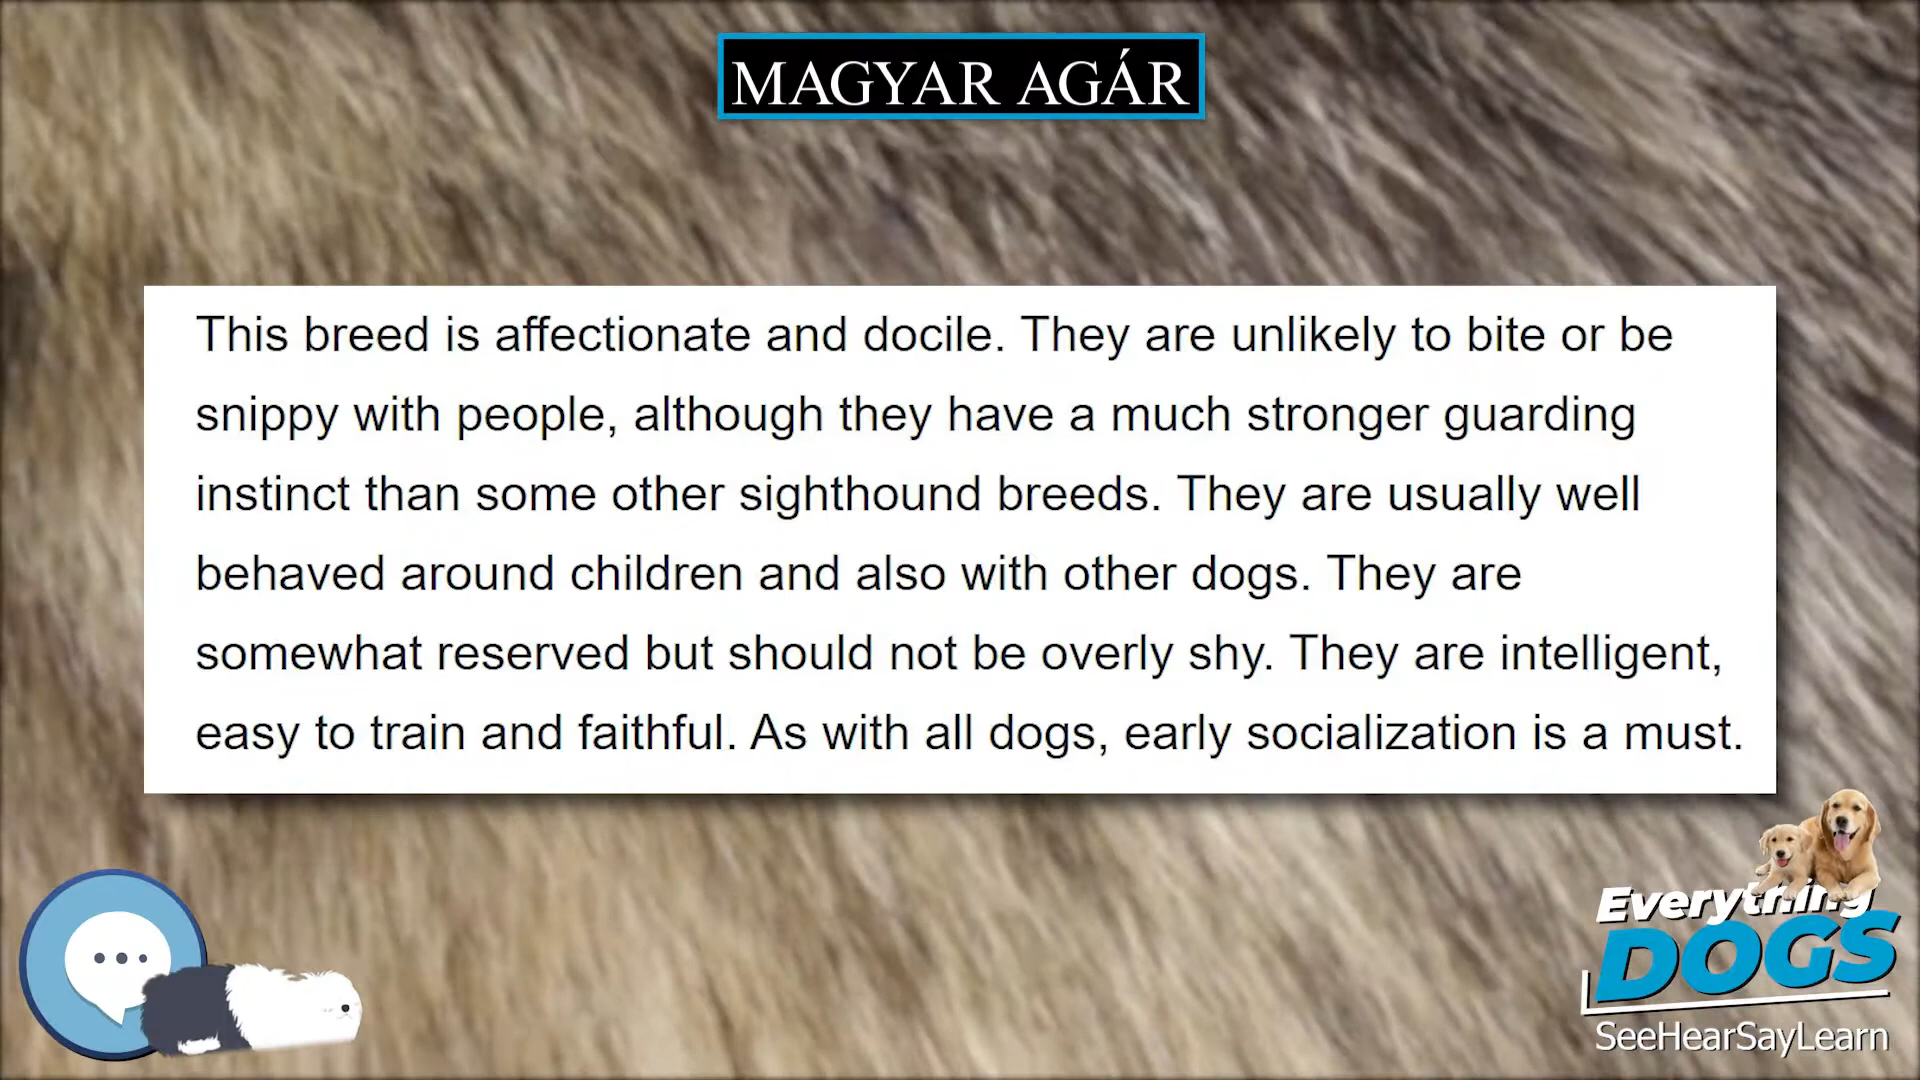 MAGYAR AGÁR
This breed is affectionate and docile. They are unlikely to bite or be
snippy with people, although they have a much stronger guarding
instinct than some other sighthound breeds. They are usually well
behaved around children and also with other dogs. They are
somewhat reserved but should not be overly shy. They are intelligent,
easy to train and faithful. As with all dogs, early socialization is a must.
Everything
DOGS
SeeHearSayLearn